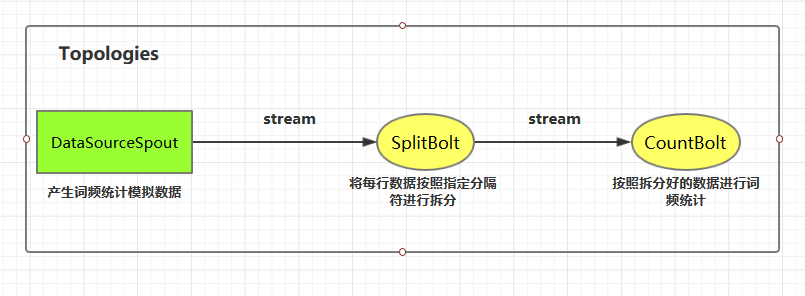 Topologies
stream
stream
DataSourceSpout
SplitBolt
CountBolt
产生词频统计模拟数据
将每行数据按照指定分隔
符进行拆分
按照拆分好的数据进行词
频统计